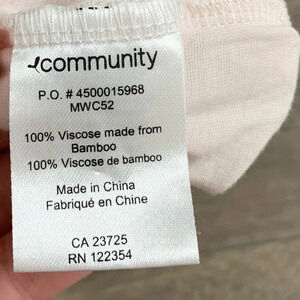 community
P.O. # 4500015968
MWC52
100% Viscose made from
Bamboo
100% Viscose de bamboo
Made in China
Fabriqué en Chine
CA 23725
RN 122354